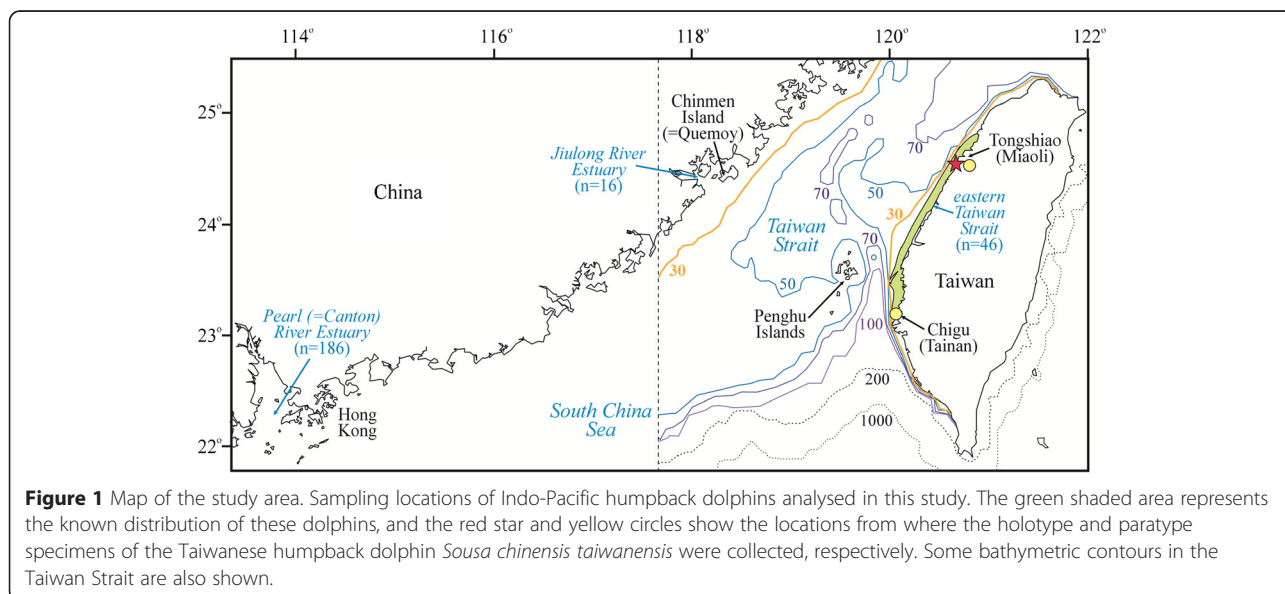 114°
116°
118°
120°
122°
25°
24°
23°
22°
Chinmen
Island
(=Quemoy)
Jiulong River
Estuary
(n=16)
China
70
Tongshiao
(Miaoli)
50
70
eastern
Taiwan
Strait
(n=46)
30
Taiwan
Strait
30
70
50
Taiwan
Penghu
Islands
100
Chigu
(Tainan)
Pearl (=Canton)
River Estuary
(n=186)
Hong
Kong
200
South China
Sea
1000
Figure 1 Map of the study area. Sampling locations of Indo-Pacific humpback dolphins analysed in this study. The green shaded area represents
the known distribution of these dolphins, and the red star and yellow circles show the locations from where the holotype and paratype
specimens of the Taiwanese humpback dolphin Sousa chinensis taiwanensis were collected, respectively. Some bathymetric contours in the
Taiwan Strait are also shown.